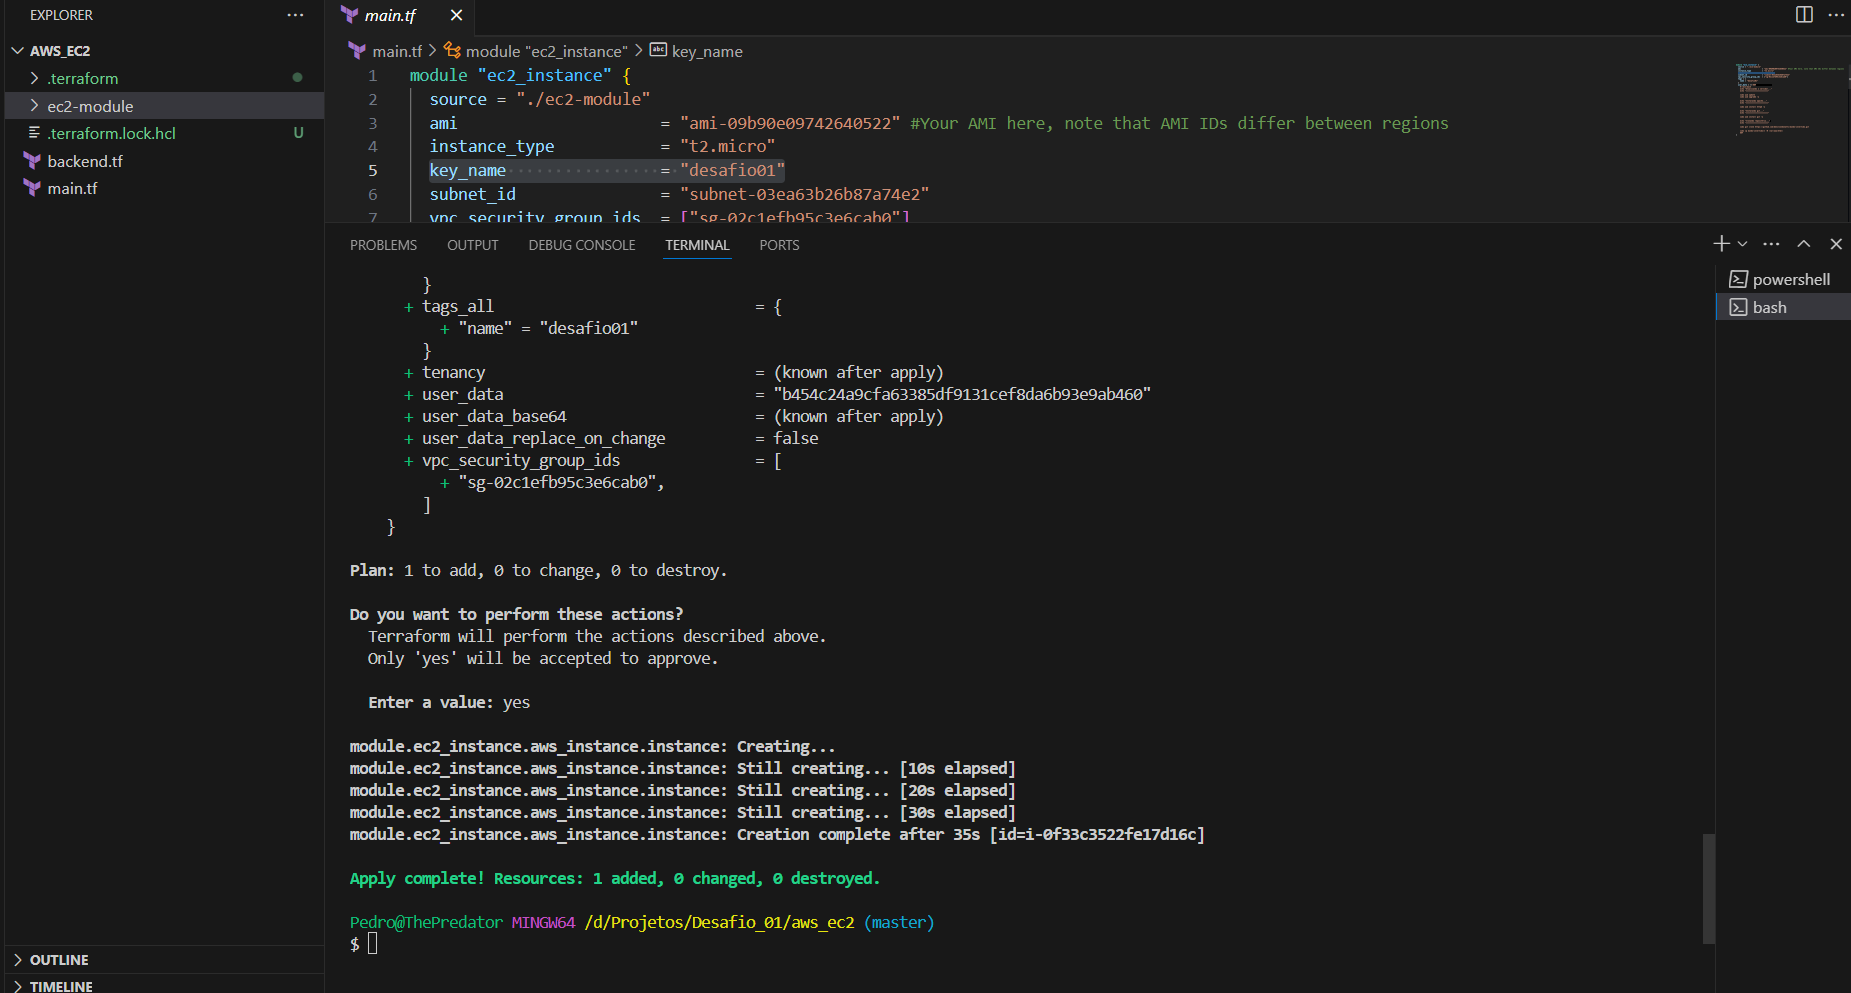 EXPLORER
AWS_EC2
.terraform
ec2-module
.terraform.lock.hcl U
backend.tf
main.tf
OUTLINE
TIMELINE
main.tf
main.tf > module "ec2_instance" > abc key_name
1 module "ec2_instance" {
2 source = "./ec2-module"
3 ami = "ami-09b90e09742640522" #Your AMI here, note that AMI IDs differ between regions
4 instance_type = "t2.micro"
5 key_name = "desafio01"
6 subnet_id = "subnet-03ea63b26b87a74e2"
7 vpc_security_group_ids = ["sg-02c1efb95c3e6cab0"]
PROBLEMS OUTPUT DEBUG CONSOLE TERMINAL PORTS
powershell
bash
}
+ tags_all = {
+ "name" = "desafio01"
}
+ tenancy = (known after apply)
+ user_data = "b454c24a9cfa63385df9131cef8da6b93e9ab460"
+ user_data_base64 = (known after apply)
+ user_data_replace_on_change = false
+ vpc_security_group_ids = [
+ "sg-02c1efb95c3e6cab0",
]
}
Plan: 1 to add, 0 to change, 0 to destroy.
Do you want to perform these actions?
Terraform will perform the actions described above.
Only 'yes' will be accepted to approve.
Enter a value: yes
module.ec2_instance.aws_instance.instance: Creating...
module.ec2_instance.aws_instance.instance: Still creating... [10s elapsed]
module.ec2_instance.aws_instance.instance: Still creating... [20s elapsed]
module.ec2_instance.aws_instance.instance: Still creating... [30s elapsed]
module.ec2_instance.aws_instance.instance: Creation complete after 35s [id=i-0f33c3522fe17d16c]
Apply complete! Resources: 1 added, 0 changed, 0 destroyed.
Pedro@ThePredator MINGW64 /d/Projetos/Desafio_01/aws_ec2 (master)
$